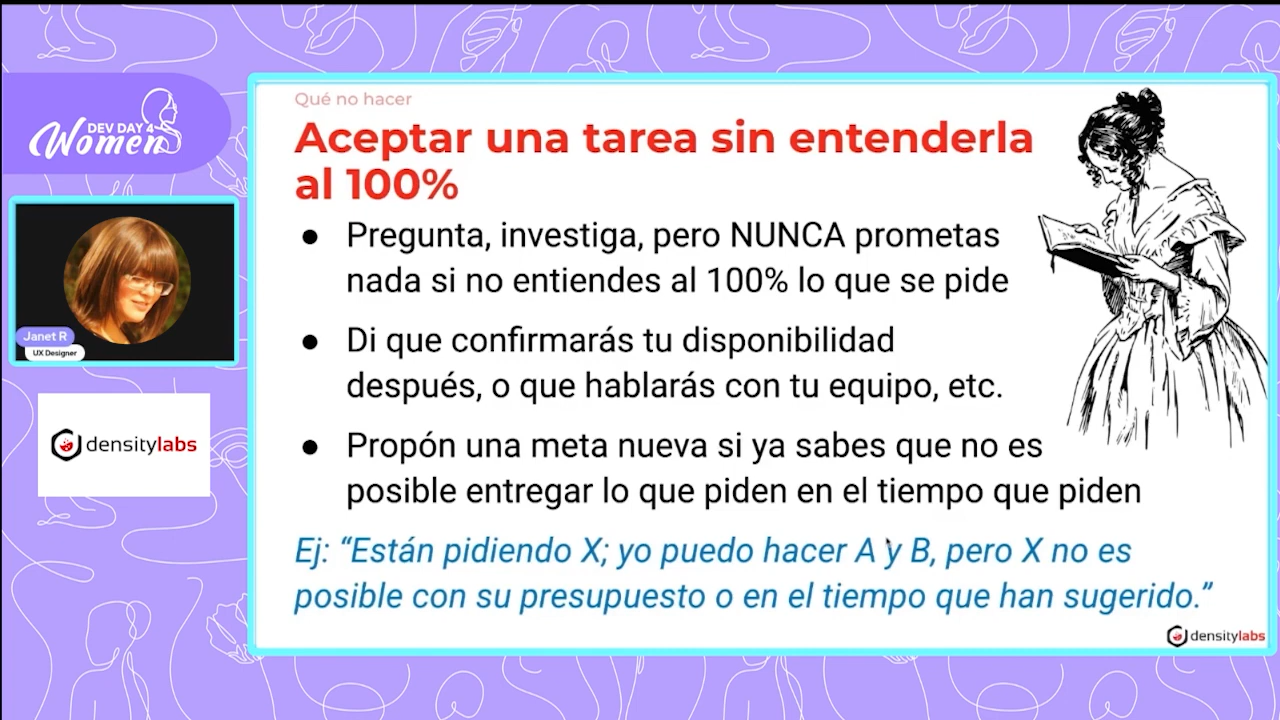 DEV DAY 4
Women
Janet R
UX Designer
densitylabs
Qué no hacer
Aceptar una tarea sin entenderla
al 100%
● Pregunta, investiga, pero NUNCA prometas
nada si no entiendes al 100% lo que se pide
● Di que confirmarás tu disponibilidad
después, o que hablarás con tu equipo, etc.
● Propón una meta nueva si ya sabes que no es
posible entregar lo que piden en el tiempo que piden
Ej: “Están pidiendo X; yo puedo hacer A y B, pero X no es
posible con su presupuesto o en el tiempo que han sugerido.”
densitylabs